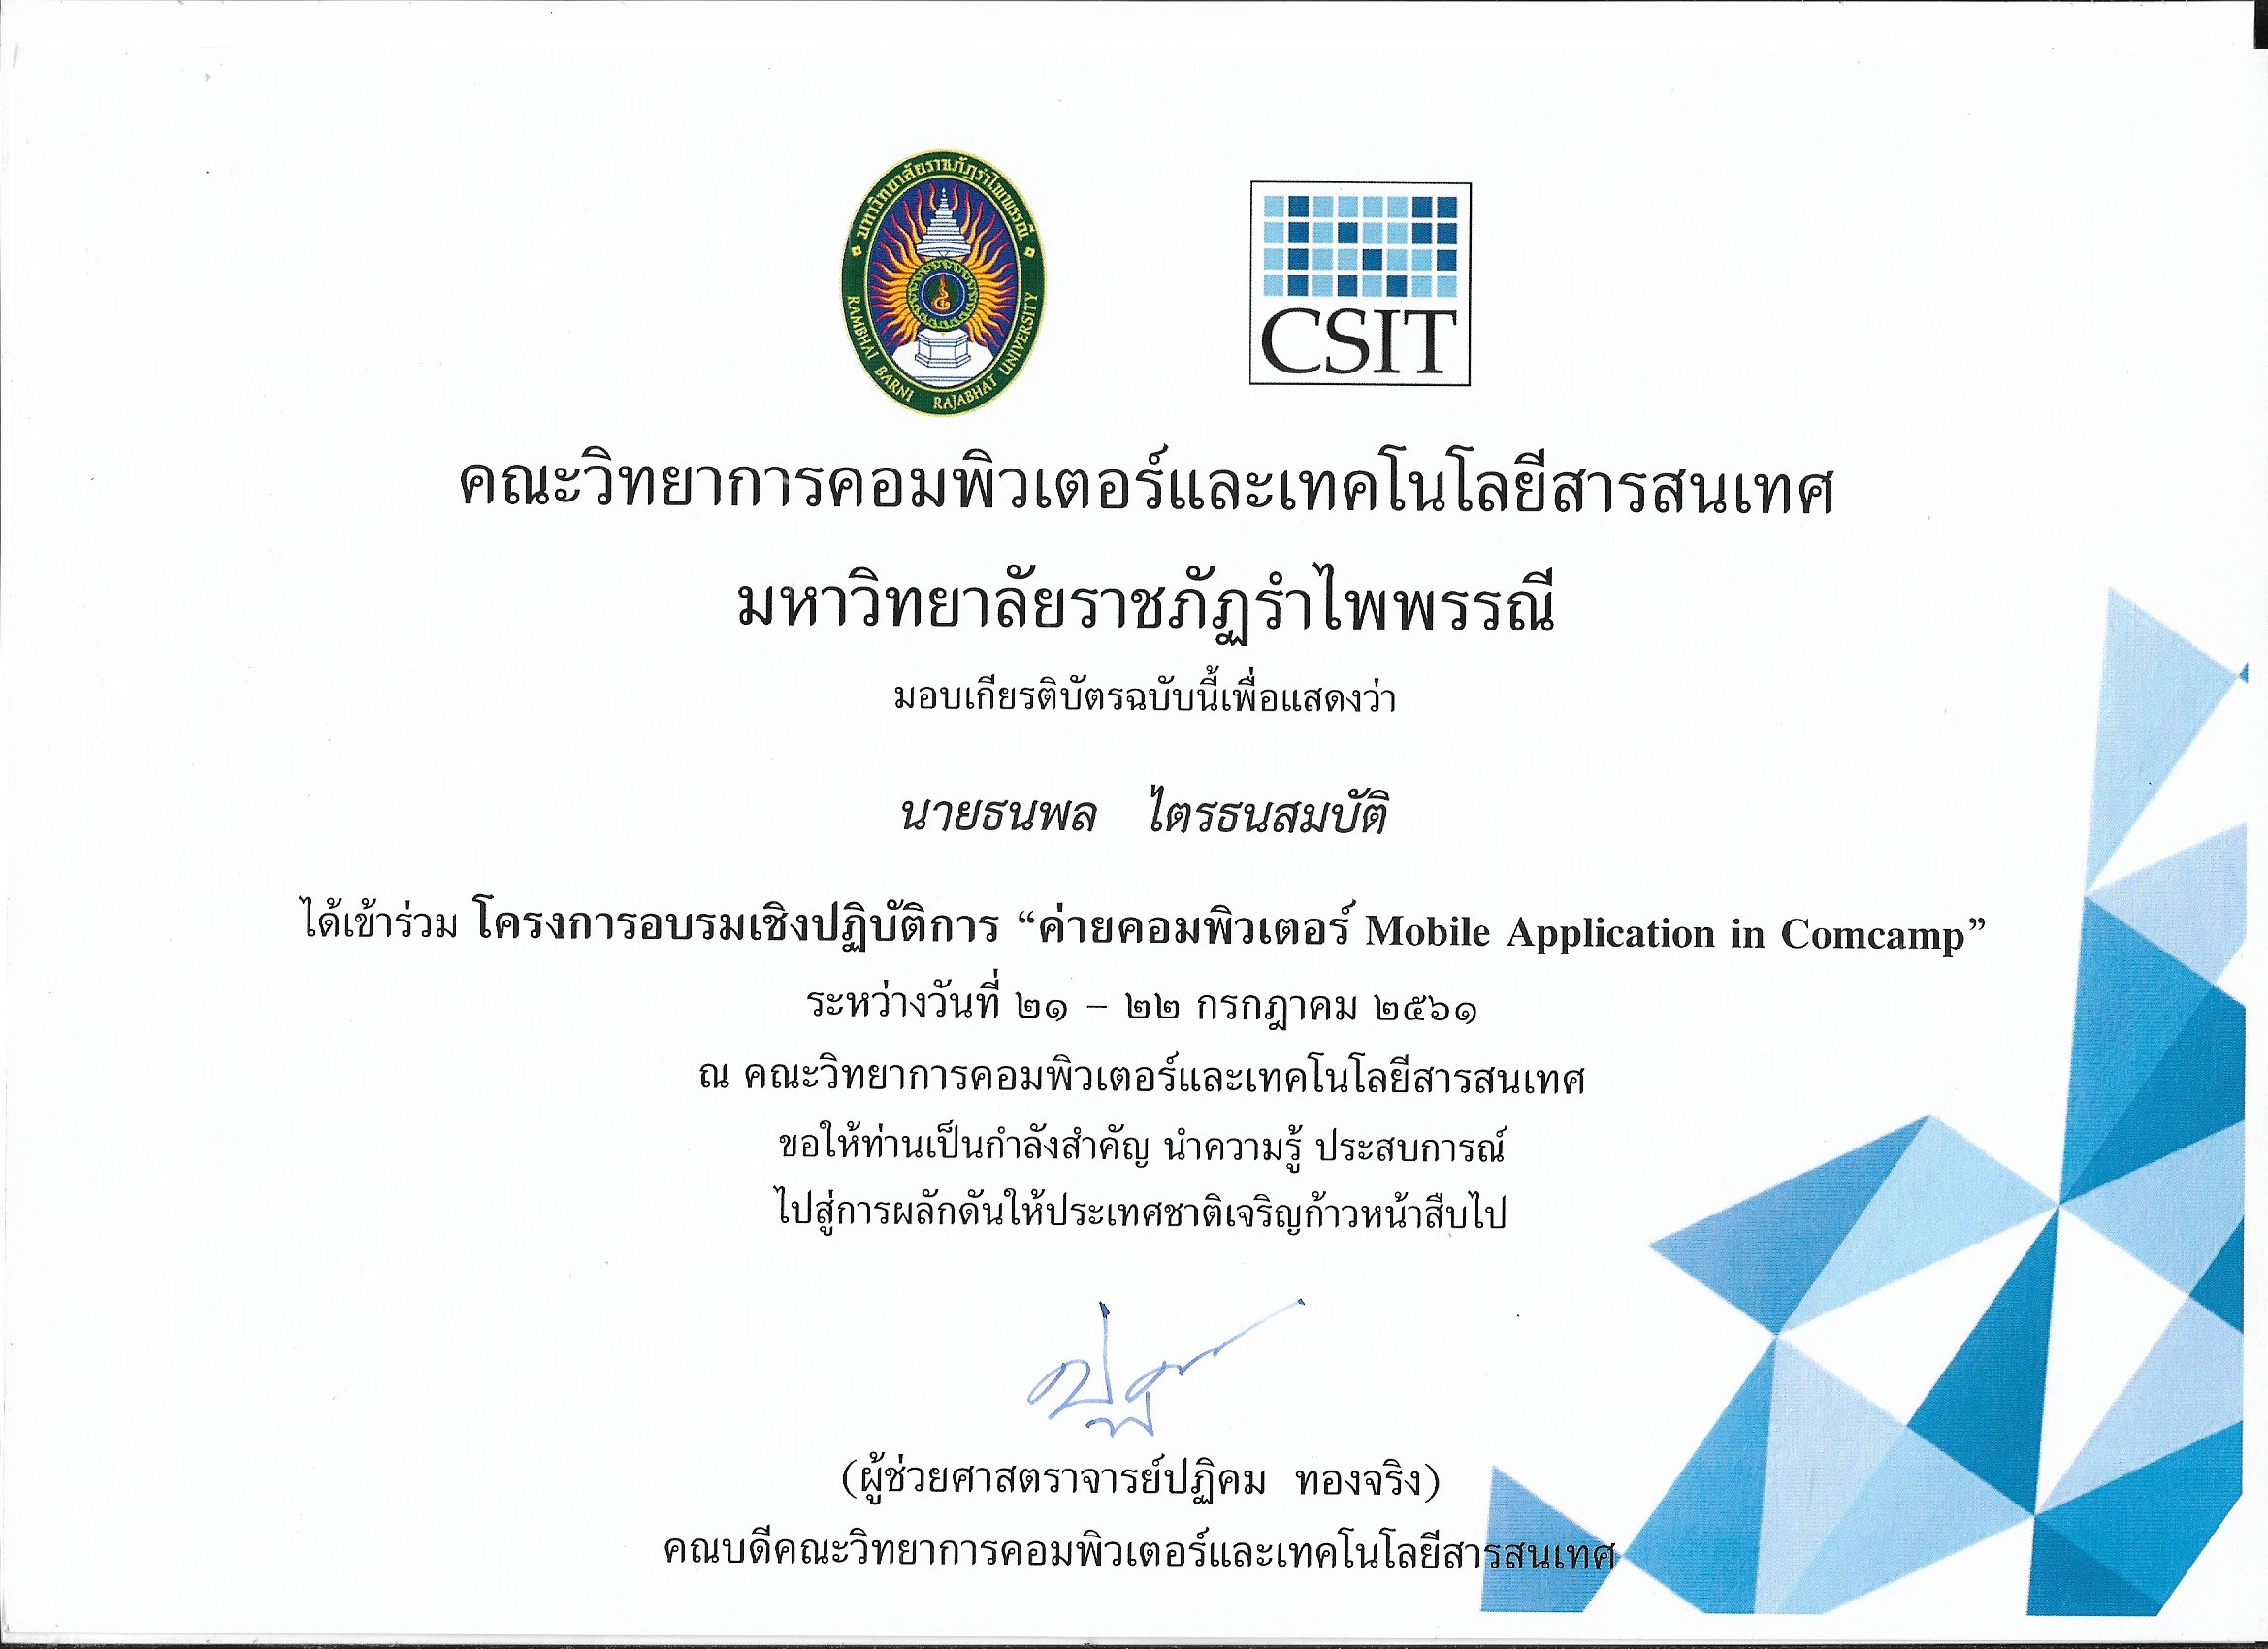 มหาวิทยาลัยราชภัฏรำไพพรรณี
RAMBHAI BARNI RAJABHAT UNIVERSITY
CSIT
คณะวิทยาการคอมพิวเตอร์และเทคโนโลยีสารสนเทศ
มหาวิทยาลัยราชภัฏรำไพพรรณี
มอบเกียรติบัตรฉบับนี้เพื่อแสดงว่า
นายธนพล ไตรธนสมบัติ
ได้เข้าร่วม โครงการอบรมเชิงปฏิบัติการ “ค่ายคอมพิวเตอร์ Mobile Application in Comcamp”
ระหว่างวันที่ ๒๑ – ๒๒ กรกฎาคม ๒๕๖๑
ณ คณะวิทยาการคอมพิวเตอร์และเทคโนโลยีสารสนเทศ
ขอให้ท่านเป็นกำลังสำคัญ นำความรู้ ประสบการณ์
ไปสู่การผลักดันให้ประเทศชาติเจริญก้าวหน้าสืบไป
(ผู้ช่วยศาสตราจารย์ปฏิคม ทองจริง)
คณบดีคณะวิทยาการคอมพิวเตอร์และเทคโนโลยีสารสนเทศ